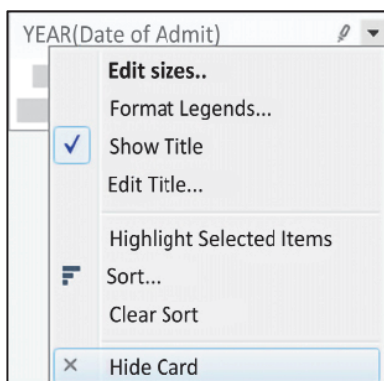 YEAR(Date of Admit)
Edit sizes..
Format Legends...
Show Title
Edit Title...
Highlight Selected Items
Sort...
Clear Sort
Hide Card